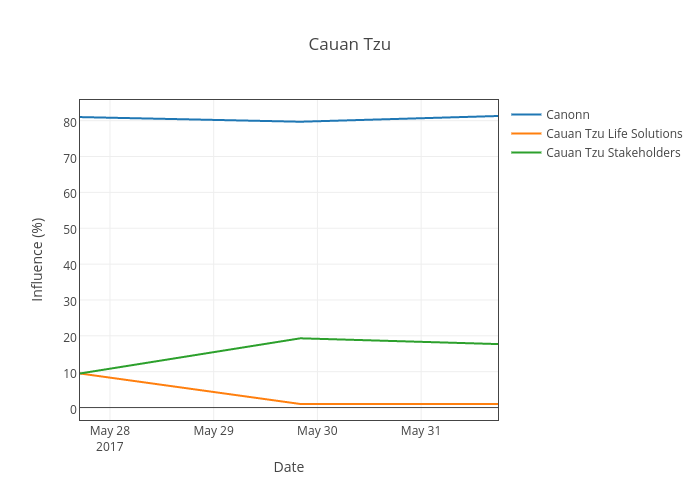 Cauan Tzu
Canonn
Cauan Tzu Life Solutions
Cauan Tzu Stakeholders
Influence (%)
80
70
60
50
40
30
20
10
0
May 28
2017
May 29
May 30
May 31
Date